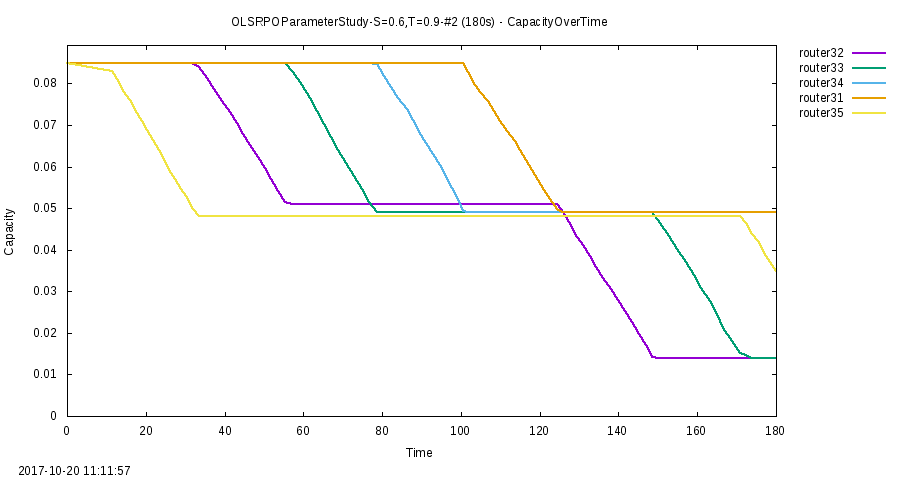 OLSRPOParameterStudy-S=0.6,T=0.9-#2 (180s) - CapacityOverTime
router32
router33
router34
router31
router35
0.08
0.07
0.06
0.05
0.04
0.03
0.02
0.01
0
Capacity
0 20 40 60 80 100 120 140 160 180
Time
2017-10-20 11:11:57